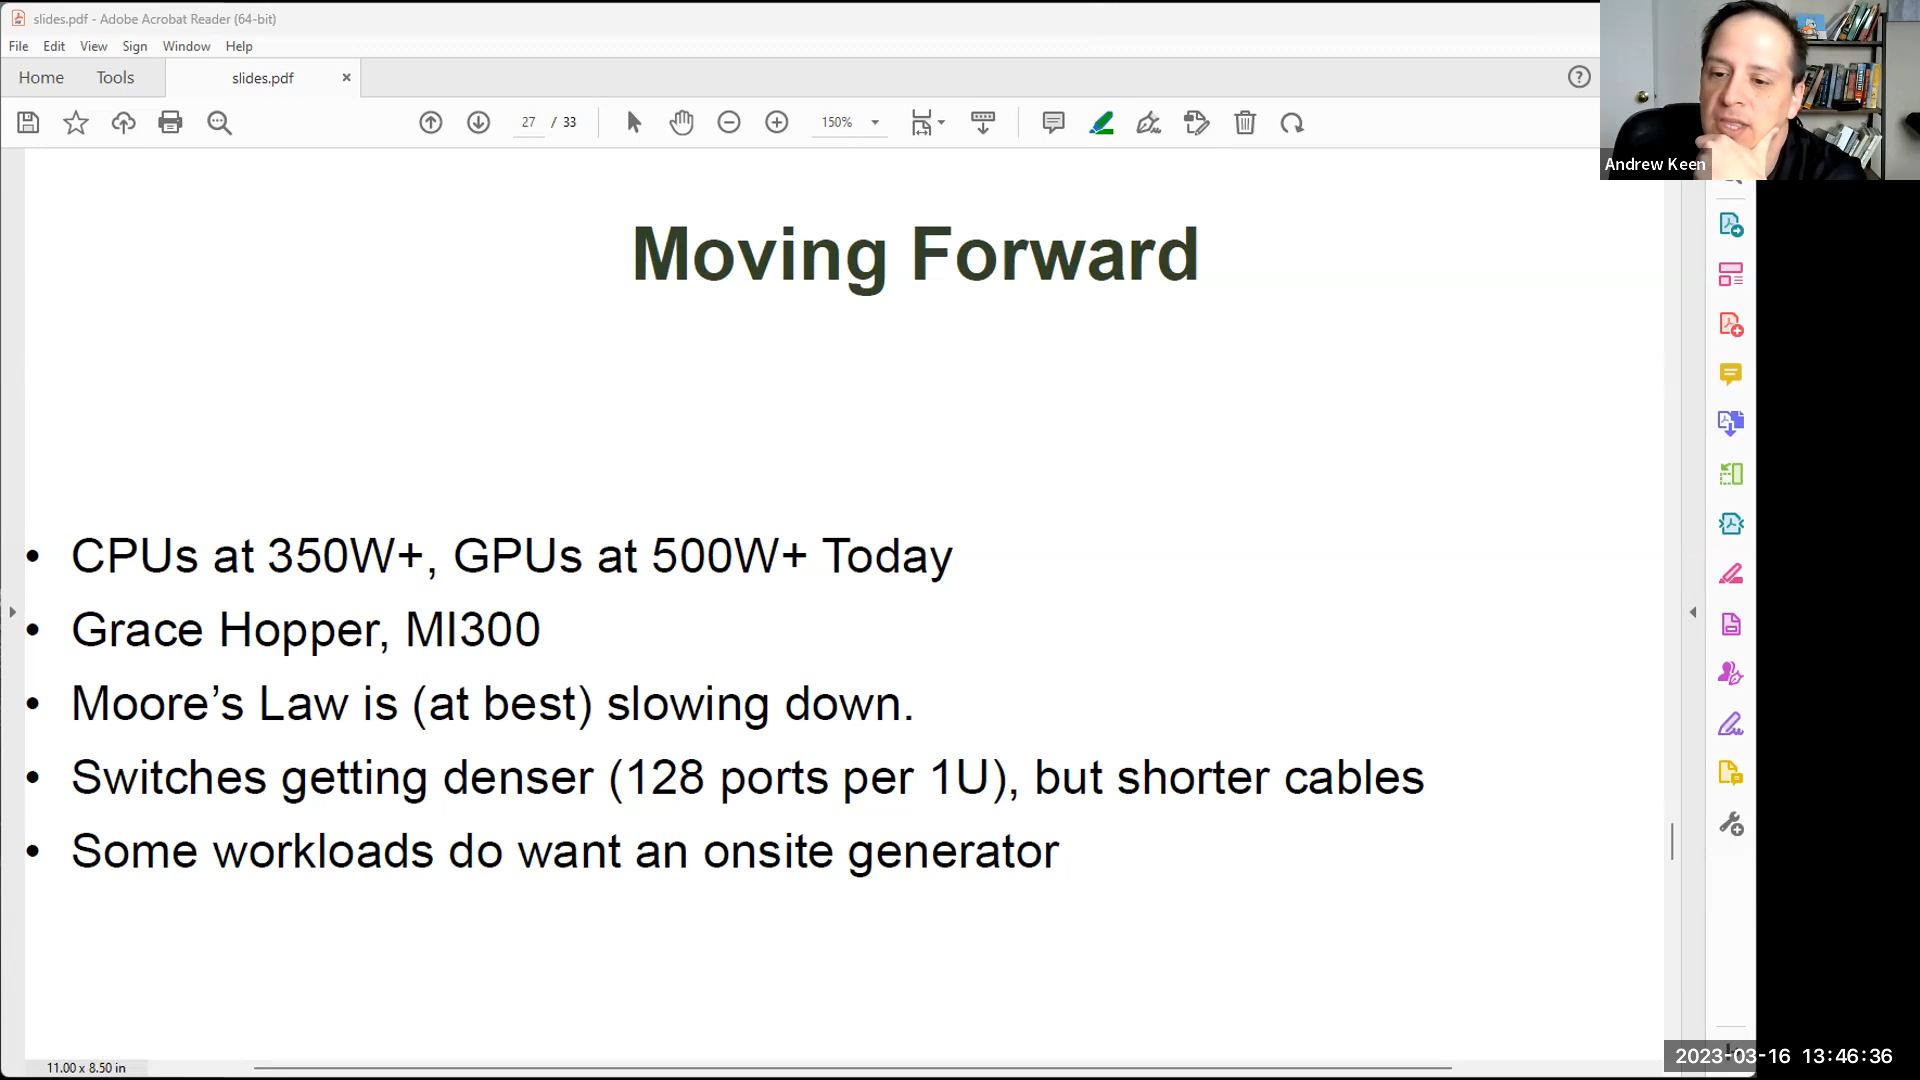 slides.pdf - Adobe Acrobat Reader (64-bit)
File Edit View Sign Window Help
Home Tools slides.pdf
27 / 33 150%
Andrew Keen
Moving Forward
• CPUs at 350W+, GPUs at 500W+ Today
• Grace Hopper, MI300
• Moore’s Law is (at best) slowing down.
• Switches getting denser (128 ports per 1U), but shorter cables
• Some workloads do want an onsite generator
11.00 x 8.50 in
2023-03-16 13:46:36